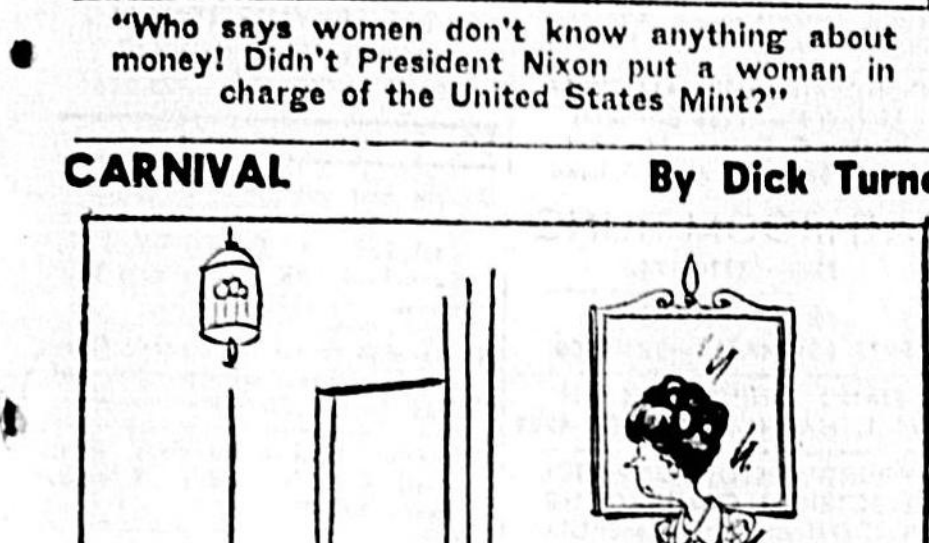 "Who says women don't know anything about
money! Didn't President Nixon put a woman in
charge of the United States Mint?"
CARNIVAL
By Dick Turne